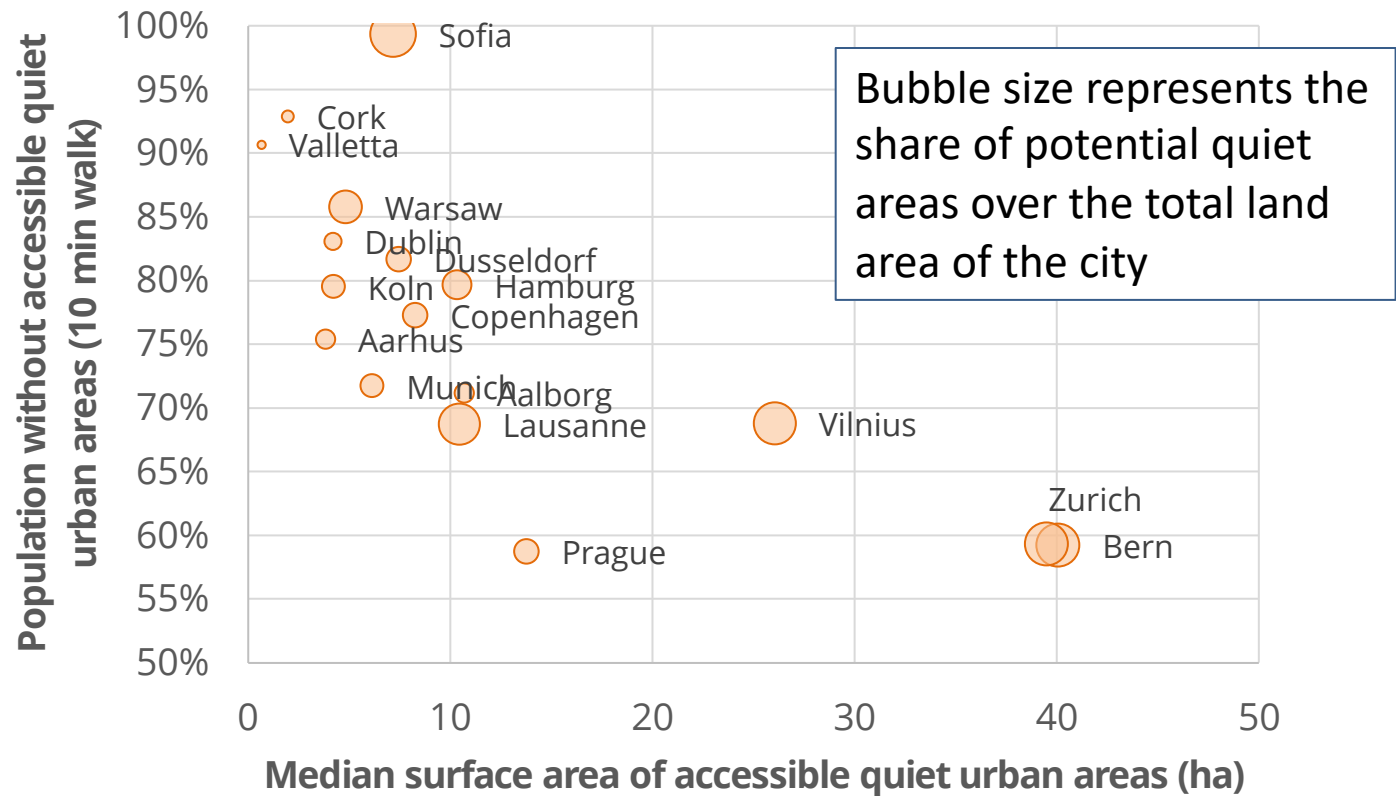 Population without accessible quiet
urban areas (10 min walk)
100%
95%
90%
85%
80%
75%
70%
65%
60%
55%
50%
Sofia
Cork
Valletta
Warsaw
Dublin
Dusseldorf
Koln
Hamburg
Copenhagen
Aarhus
Munich
Aalborg
Lausanne
Vilnius
Zurich
Prague
Bern
Bubble size represents the
share of potential quiet
areas over the total land
area of the city
0 10 20 30 40 50
Median surface area of accessible quiet urban areas (ha)